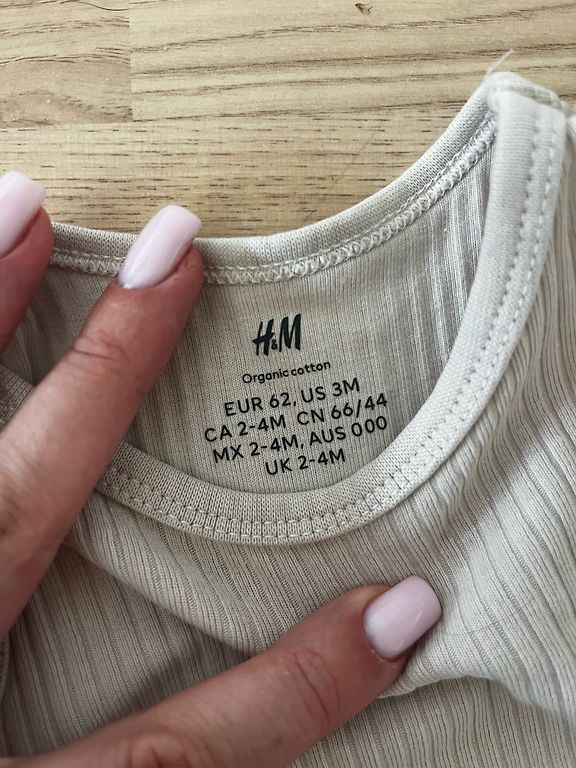 H&M
Organic cotton
EUR 62, US 3M
CA 2-4M CN 66/44
MX 2-4M, AUS 000
UK 2-4M